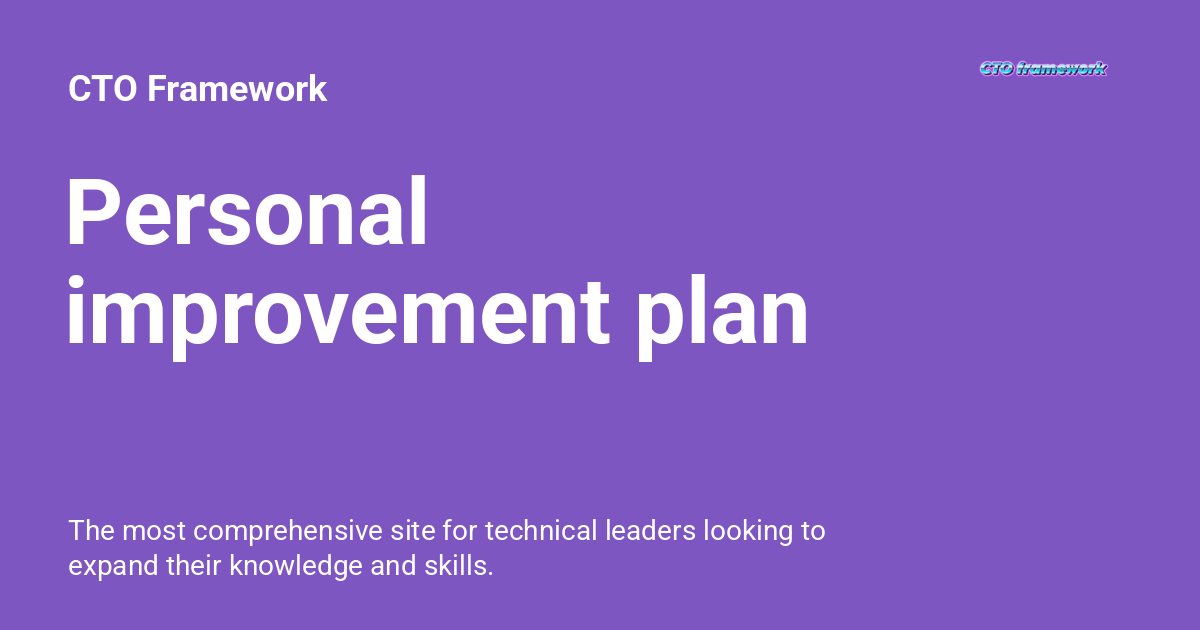 CTO Framework
CTO framework
Personal
improvement plan
The most comprehensive site for technical leaders looking to
expand their knowledge and skills.